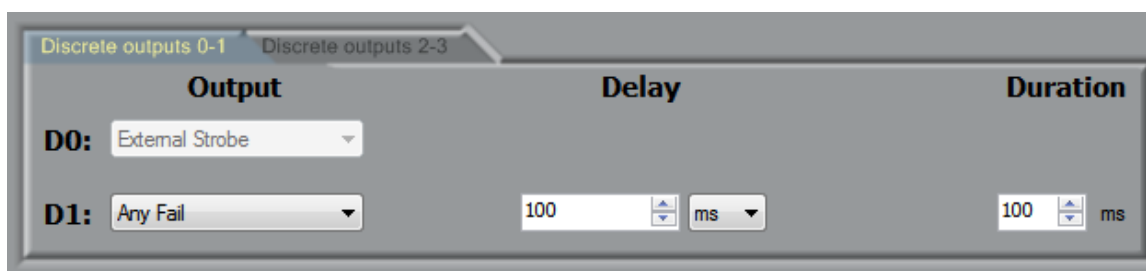 Discrete outputs 0-1 Discrete outputs 2-3
Output Delay Duration
D0: External Strobe
D1: Any Fail 100 ms 100 ms